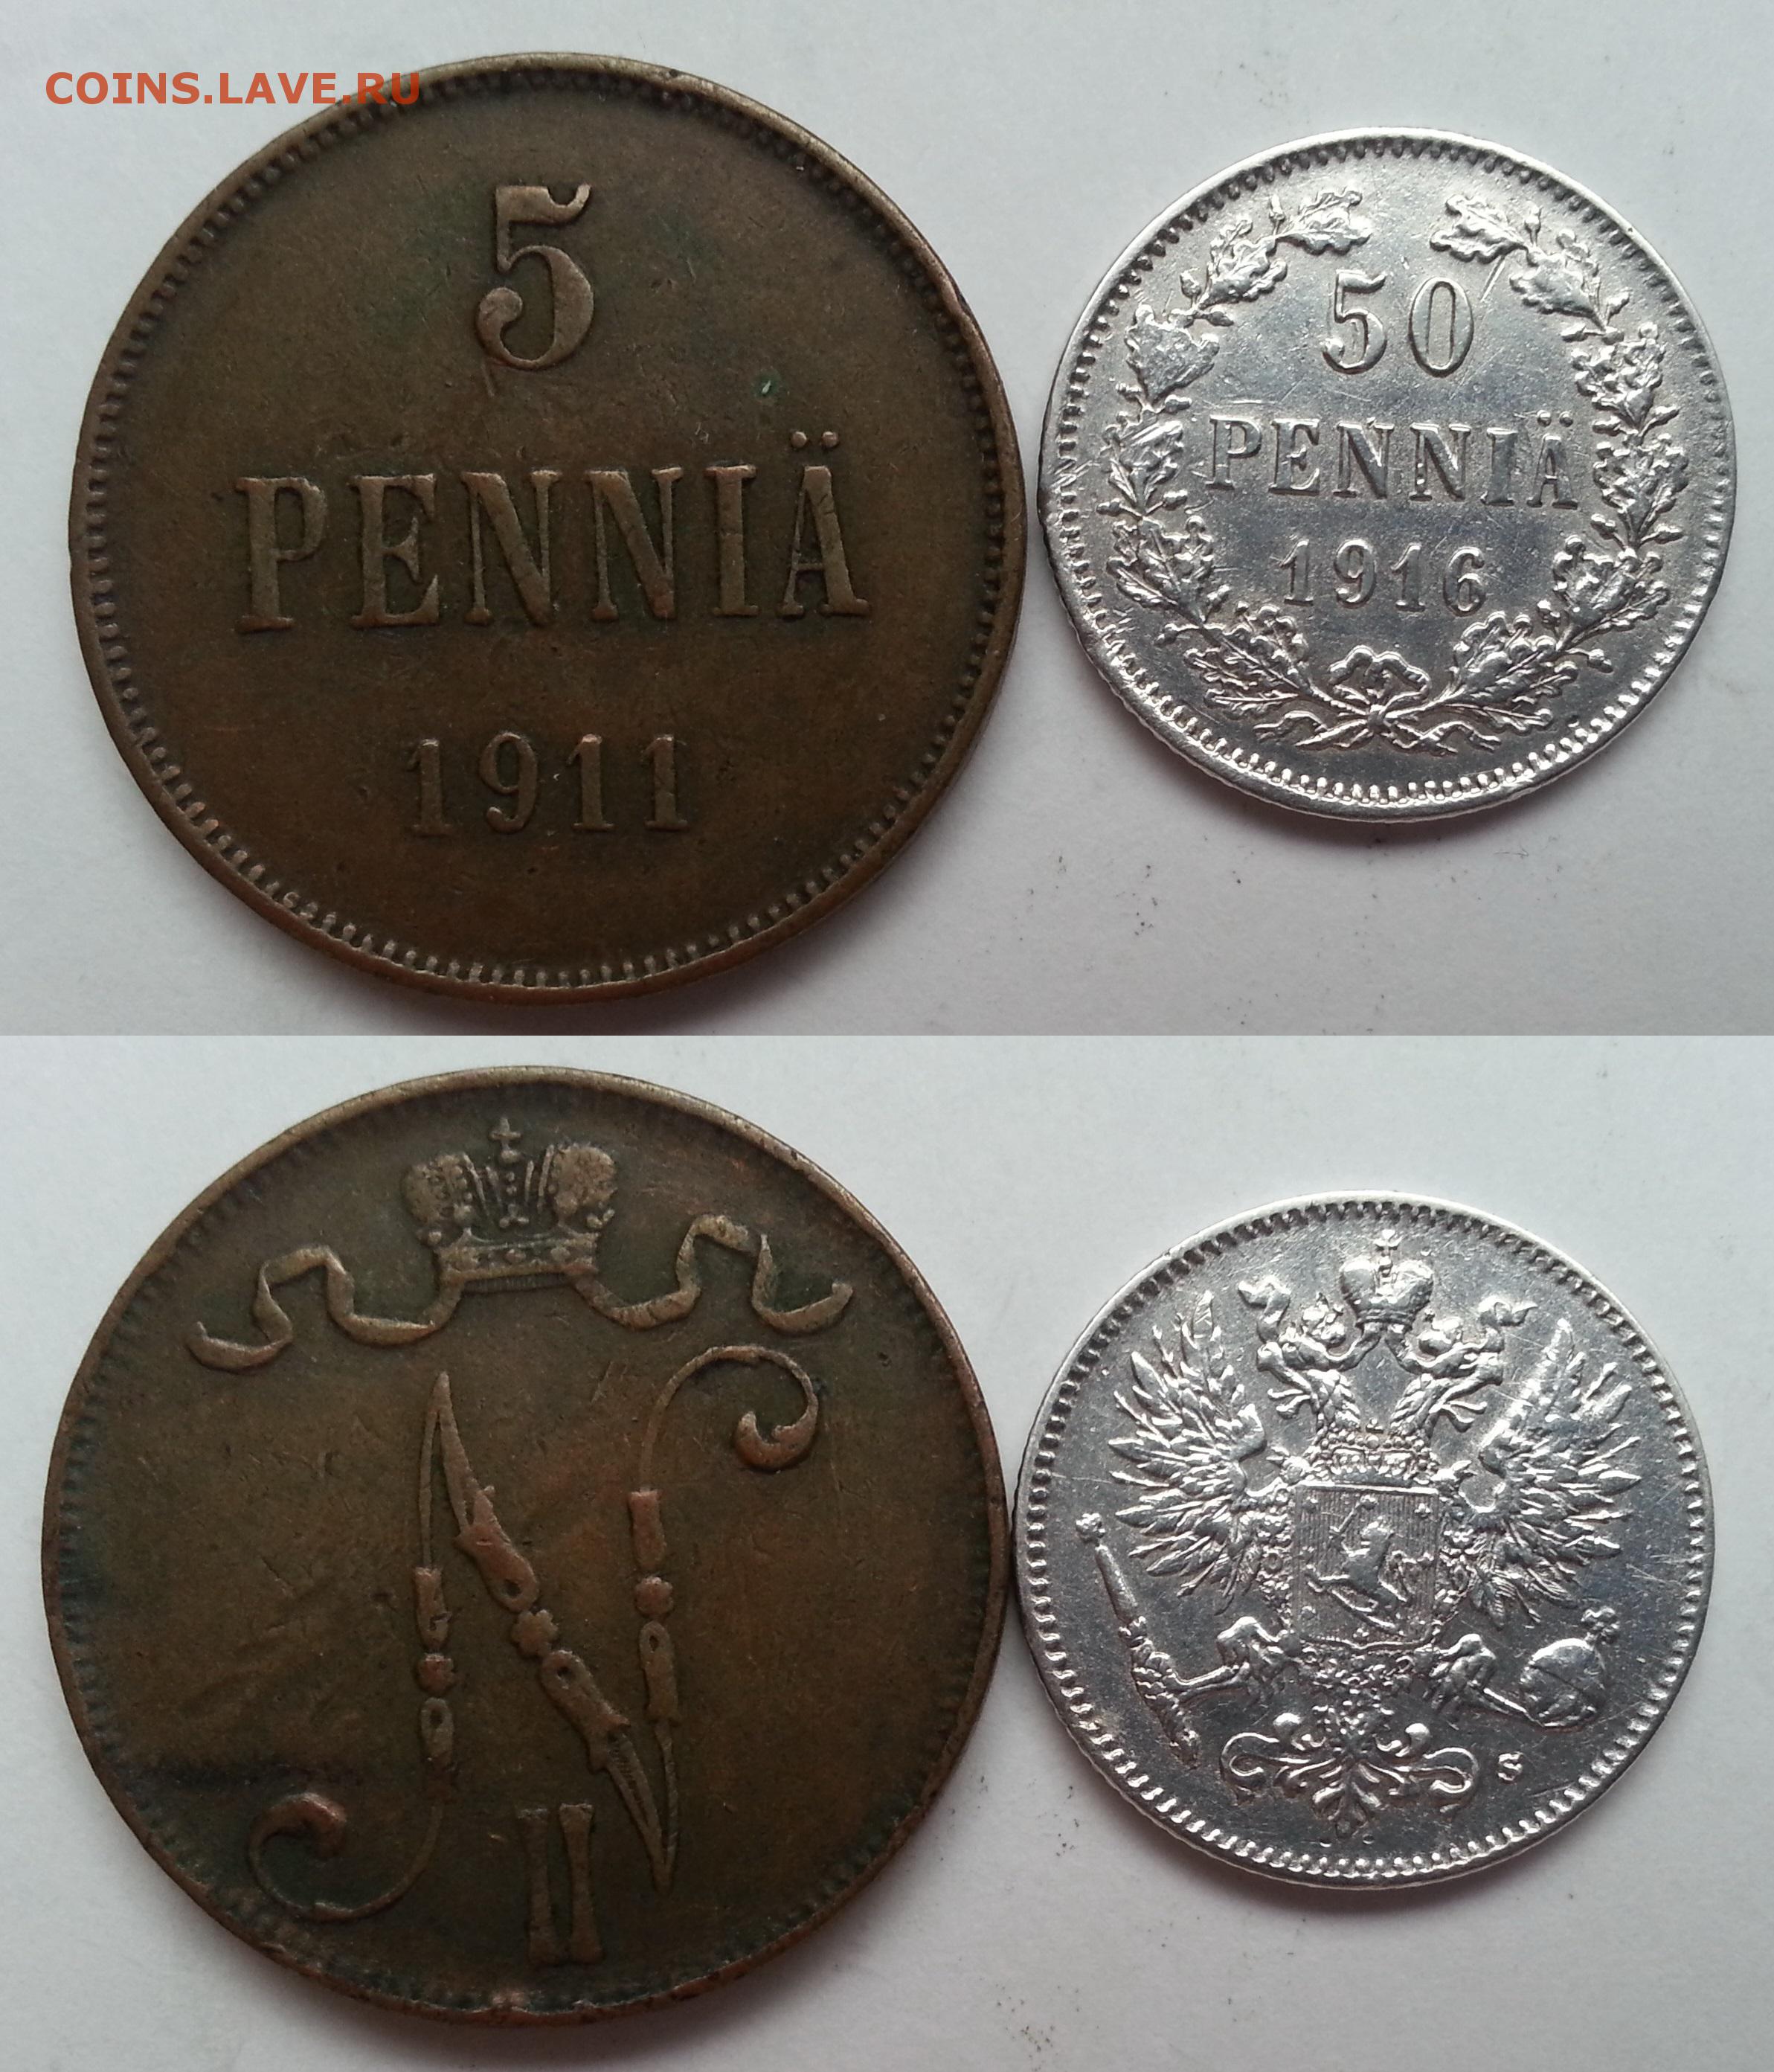 COINS.LAVE.RU
5
PENNIÄ
1911
50
PENNIÄ
1916
II
S